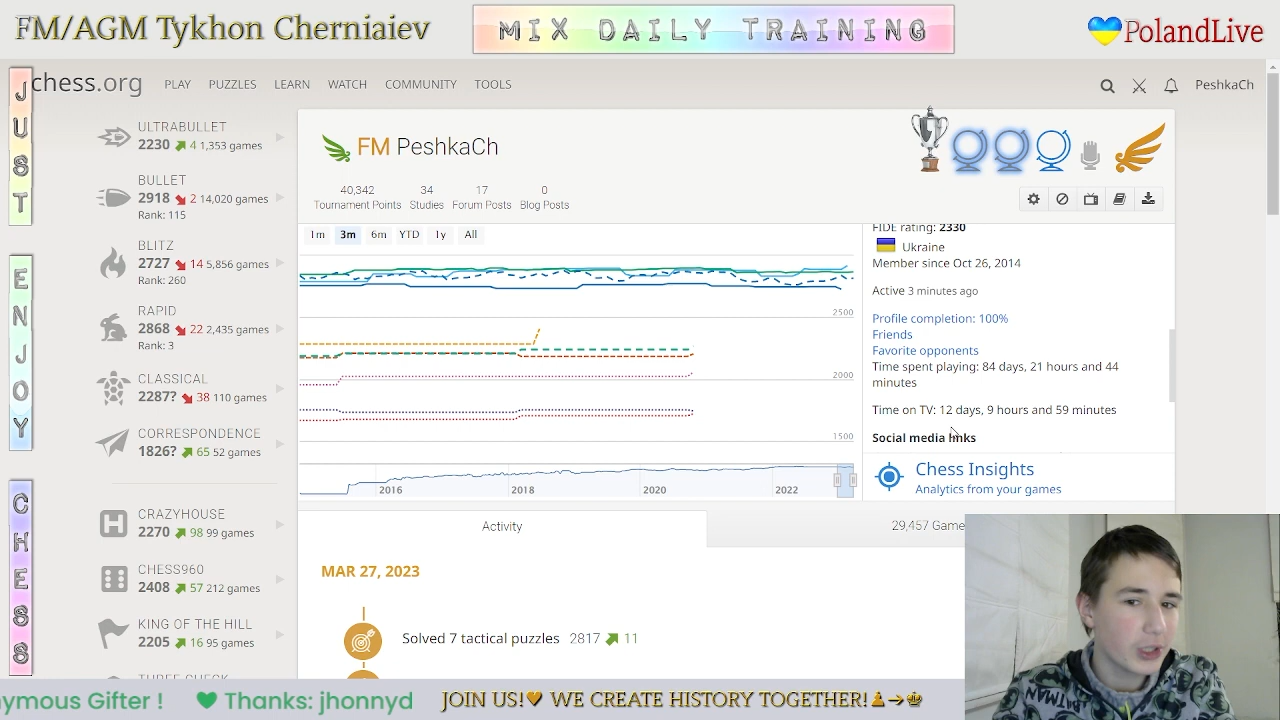 FM/AGM Tykhon Cherniaiev
MIX DAILY TRAINING
PolandLive
JUST
ENJOY
CHESS
chess.org
PLAY
PUZZLES
LEARN
WATCH
COMMUNITY
TOOLS
PeshkaCh
ULTRABULLET
2230 4 1,353 games
BULLET
2918 2 14,020 games
Rank: 115
BLITZ
2727 14 5,856 games
Rank: 260
RAPID
2868 22 2,435 games
Rank: 3
CLASSICAL
2287? 38 110 games
CORRESPONDENCE
1826? 65 52 games
CRAZYHOUSE
2270 98 99 games
CHESS960
2408 57 212 games
KING OF THE HILL
2205 16 95 games
FM PeshkaCh
40,342
Tournament Points
34
Studies
17
Forum Posts
0
Blog Posts
1m
3m
6m
YTD
1y
All
2500
2000
1500
2016
2018
2020
2022
FIDE rating: 2330
Ukraine
Member since Oct 26, 2014
Active 3 minutes ago
Profile completion: 100%
Friends
Favorite opponents
Time spent playing: 84 days, 21 hours and 44
minutes
Time on TV: 12 days, 9 hours and 59 minutes
Social media links
Chess Insights
Analytics from your games
Activity
29,457 Game
MAR 27, 2023
Solved 7 tactical puzzles 2817 11
BATMAN
nymous Gifter !
Thanks: jhonnyd
JOIN US! WE CREATE HISTORY TOGETHER!